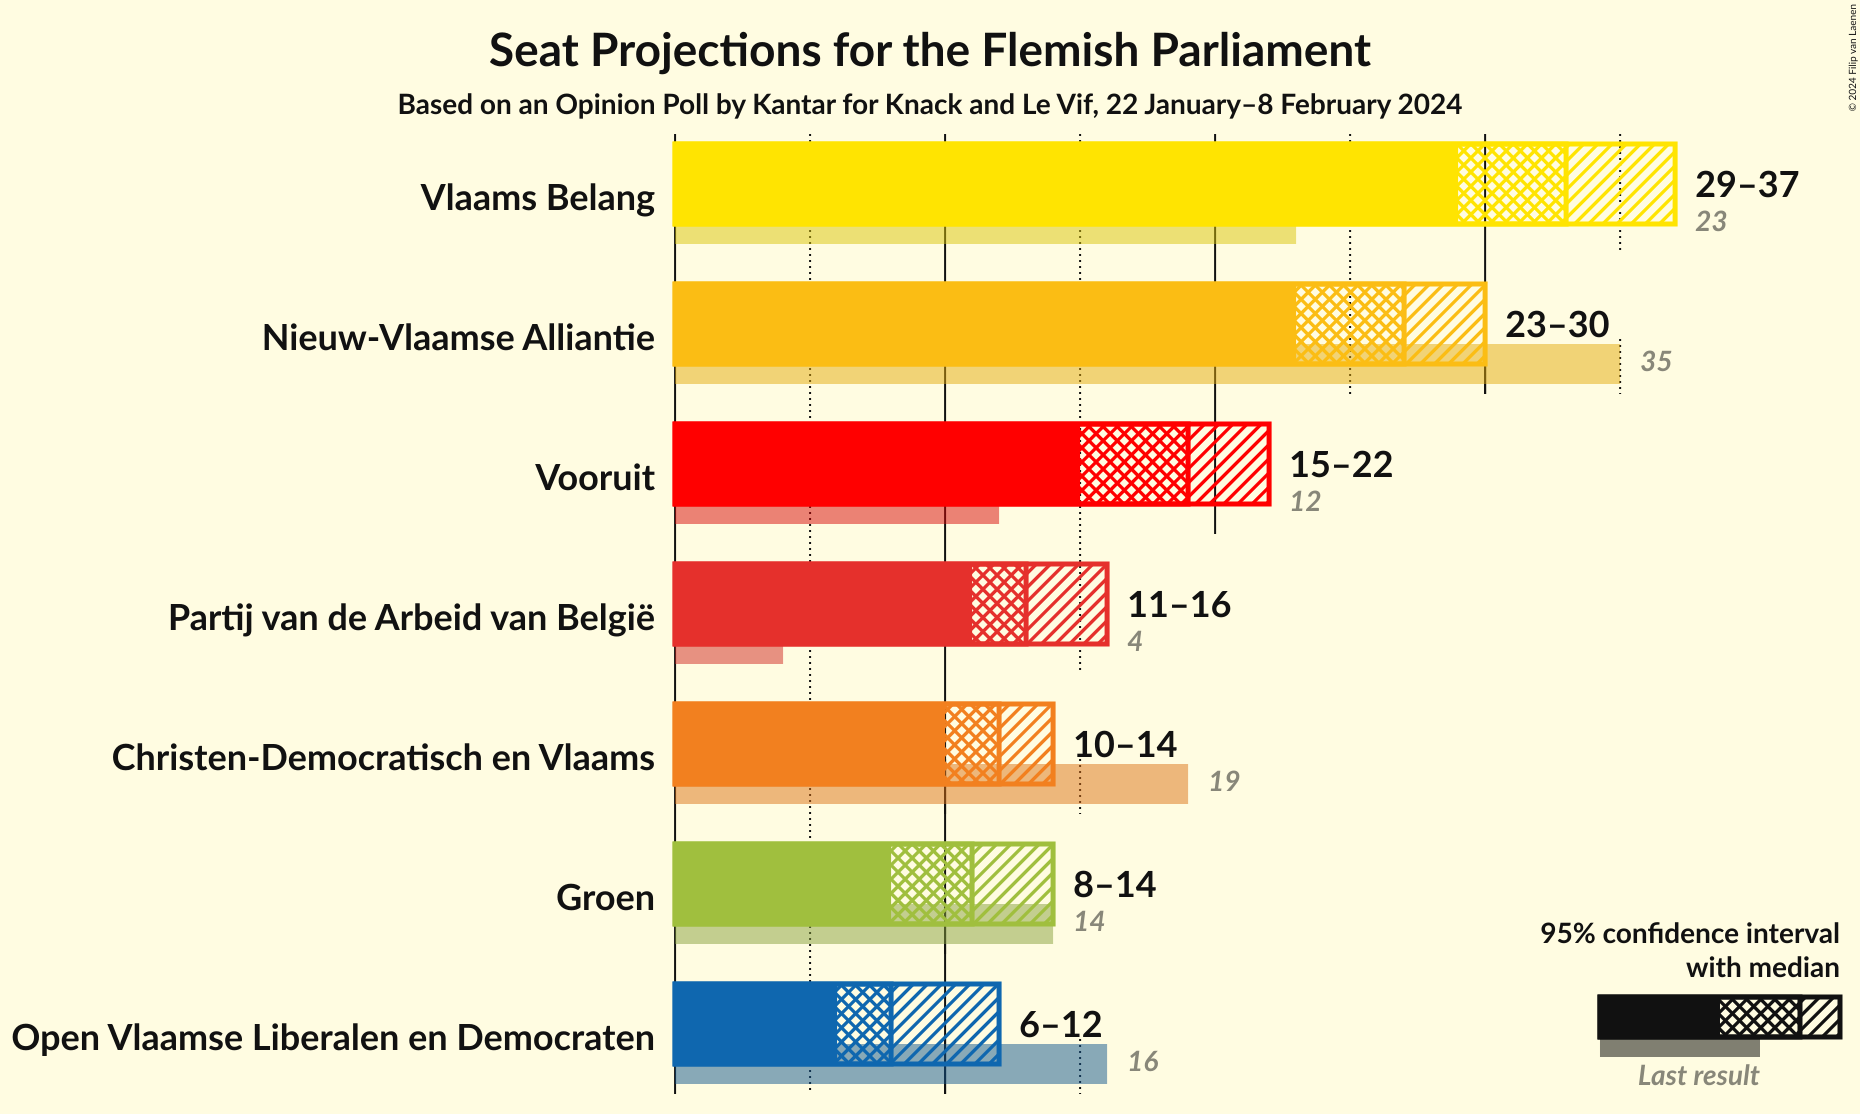 Seat Projections for the Flemish Parliament
Based on an Opinion Poll by Kantar for Knack and Le Vif, 22 January–8 February 2024
© 2024 Filip van Laenen
Vlaams Belang
29–37
23
Nieuw-Vlaamse Alliantie
23–30
35
Vooruit
15–22
12
Partij van de Arbeid van België
11–16
4
Christen-Democratisch en Vlaams
10–14
19
Groen
8–14
14
Open Vlaamse Liberalen en Democraten
6–12
16
95% confidence interval
with median
Last result